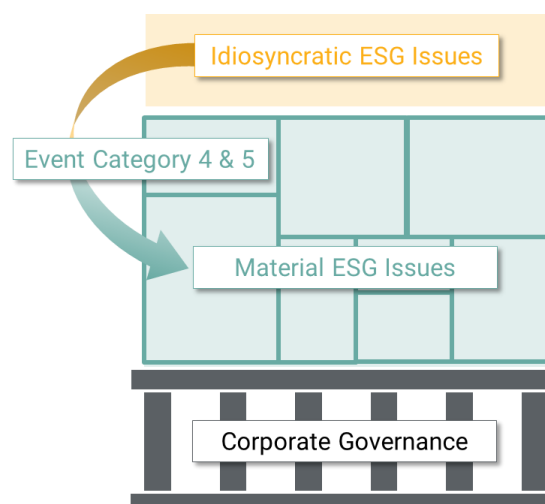 Idiosyncratic ESG Issues
Event Category 4 & 5
Material ESG Issues
Corporate Governance